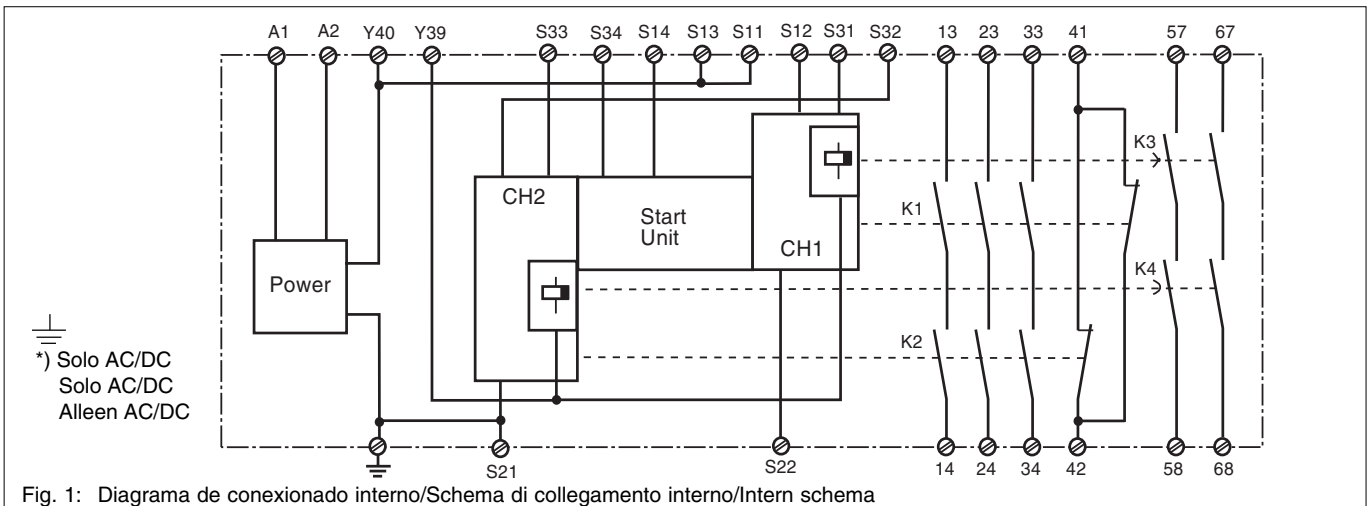 A1 A2 Y40 Y39 S33 S34 S14 S13 S11 S12 S31 S32 13 23 33 41 57 67
K3
CH2
Start
Unit
K1
CH1
Power
K4
K2
*) Solo AC/DC
Solo AC/DC
Alleen AC/DC
S21 S22 14 24 34 42 58 68
Fig. 1: Diagrama de conexionado interno/Schema di collegamento interno/Intern schema